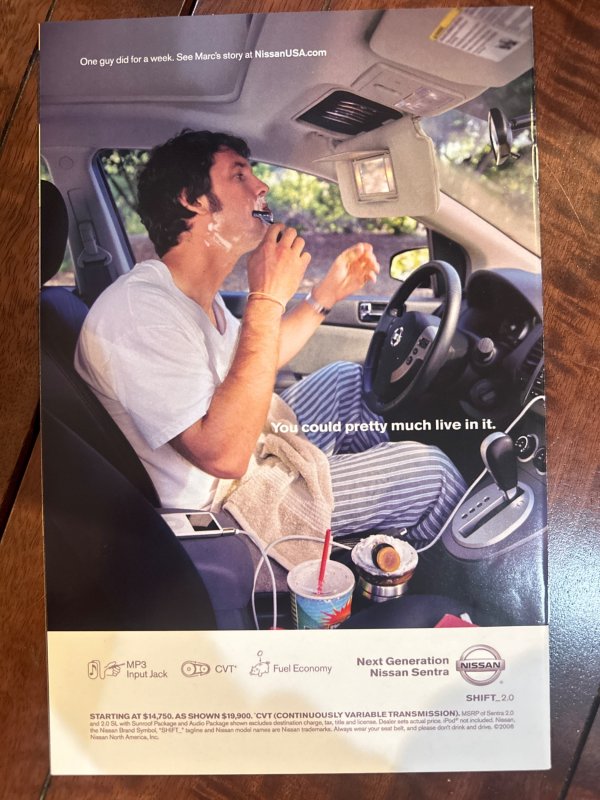 One guy did for a week. See Marc's story at NissanUSA.com
You could pretty much live in it.
MP3
Input Jack
CVT*
Fuel Economy
Next Generation
Nissan Sentra
NISSAN
SHIFT_2.0
STARTING AT $14,750. AS SHOWN $19,900. *CVT (CONTINUOUSLY VARIABLE TRANSMISSION). MSRP of Sentra 2.0
and 2.0 SL with Sunroof Package and Audio Package shown excludes destination charge, tax, title and license. Dealer sets actual price. iPod® not included. Nissan,
the Nissan Brand Symbol, "SHIFT_" tagline and Nissan model names are Nissan trademarks. Always wear your seat belt, and please don't drink and drive. ©2006
Nissan North America, Inc.